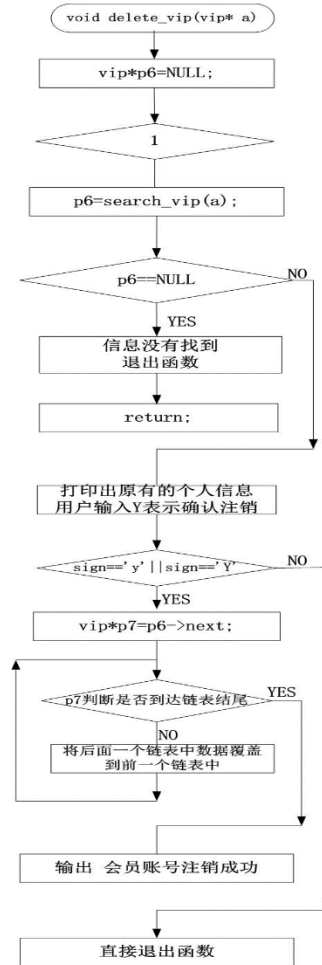 void delete_vip(vip* a)
vip*p6=NULL;
1
p6=search_vip(a);
p6==NULL
NO
YES
信息没有找到
退出函数
return;
打印出原有的个人信息
用户输入Y表示确认注销
sign=='y'||sign=='Y'
NO
YES
vip*p7=p6->next;
p7判断是否到达链表结尾
YES
NO
将后面一个链表中数据覆盖
到前一个链表中
输出 会员账号注销成功
直接退出函数